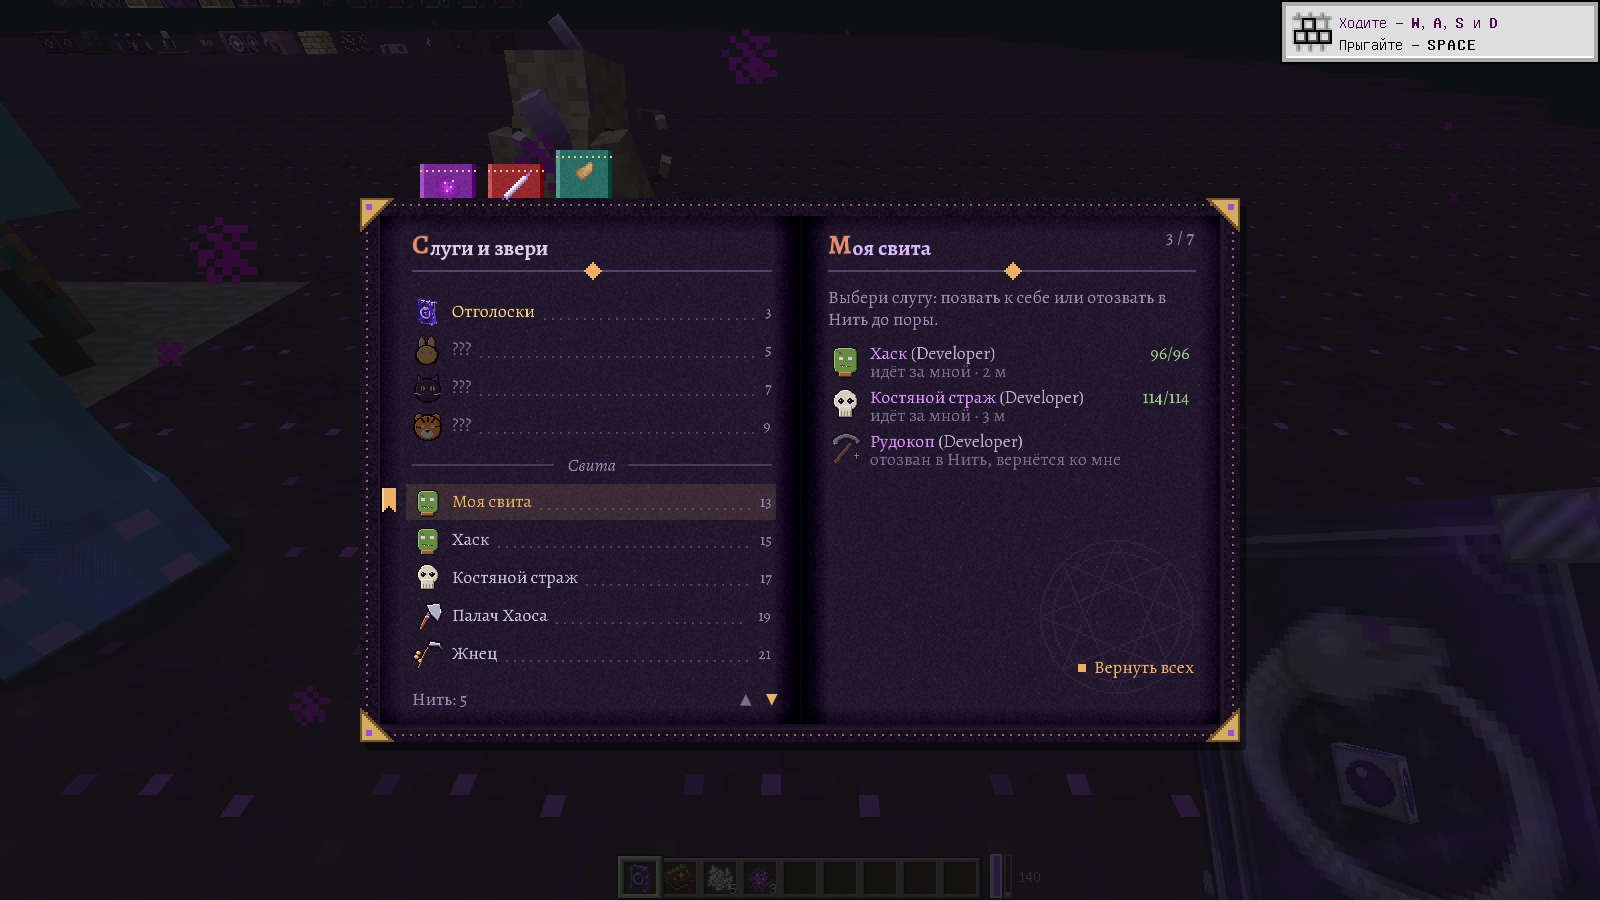 Ходите – W, A, S и D
Прыгайте – SPACE
Слуги и звери
Отголоски 3
??? 5
??? 7
??? 9
Свита
Моя свита 13
Хаск 15
Костяной страж 17
Палач Хаоса 19
Жнец 21
Нить: 5
Моя свита
3 / 7
Выбери слугу: позвать к себе или отозвать в
Нить до поры.
Хаск (Developer) 96/96
идёт за мной · 2 м
Костяной страж (Developer) 114/114
идёт за мной · 3 м
Рудокоп (Developer)
отозван в Нить, вернётся ко мне
Вернуть всех
5
3
140